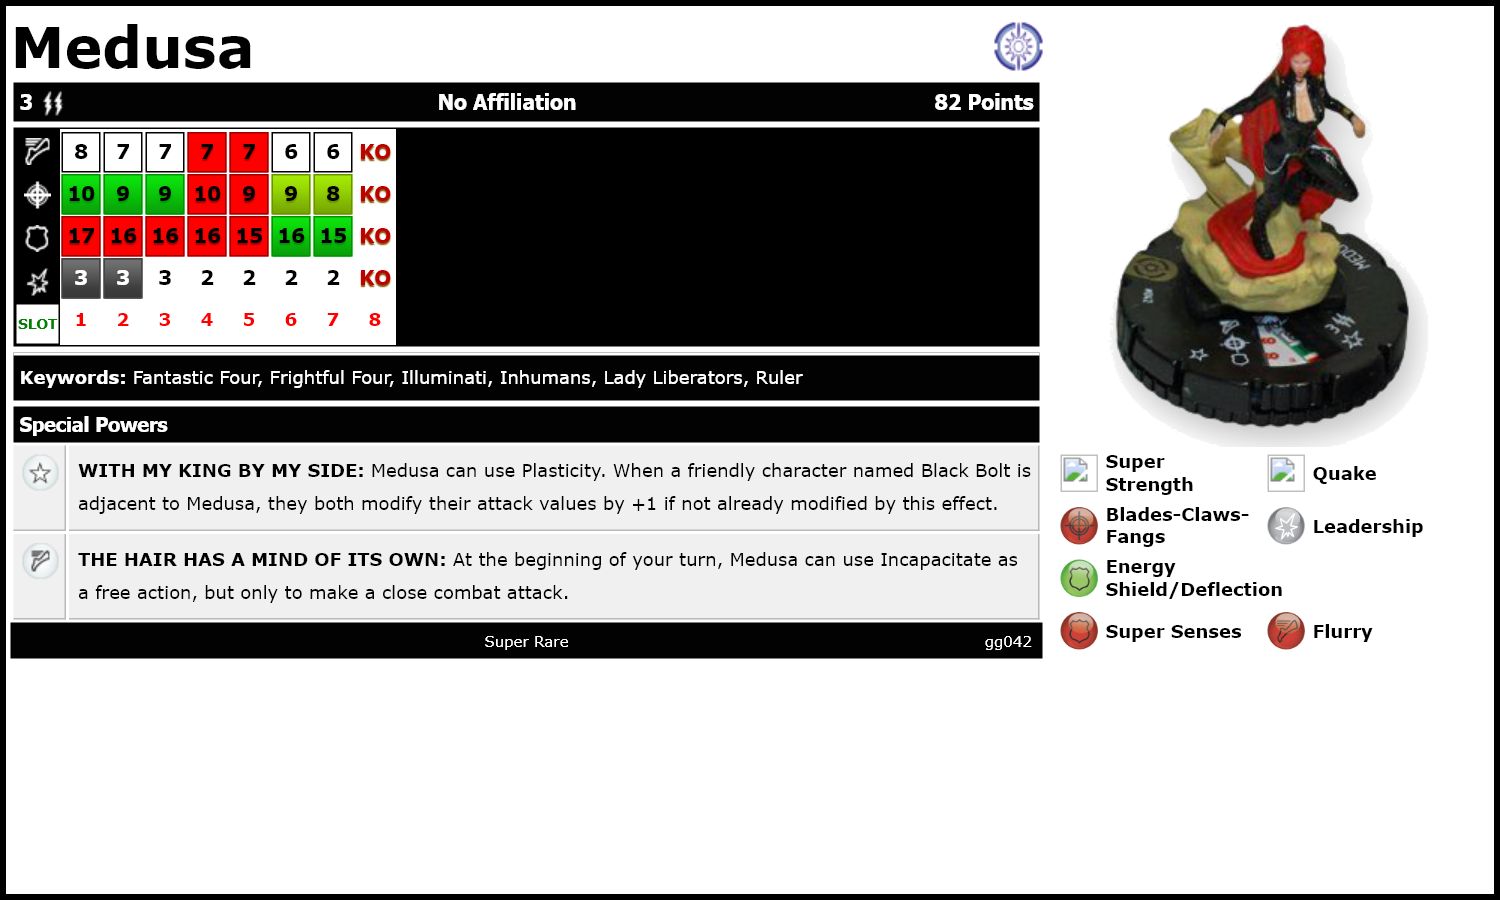 Medusa
3 No Affiliation 82 Points
8 7 7 7 7 6 6 KO
10 9 9 10 9 9 8 KO
17 16 16 16 15 16 15 KO
3 3 3 2 2 2 2 KO
SLOT 1 2 3 4 5 6 7 8
Keywords: Fantastic Four, Frightful Four, Illuminati, Inhumans, Lady Liberators, Ruler
Special Powers
WITH MY KING BY MY SIDE: Medusa can use Plasticity. When a friendly character named Black Bolt is
adjacent to Medusa, they both modify their attack values by +1 if not already modified by this effect.
THE HAIR HAS A MIND OF ITS OWN: At the beginning of your turn, Medusa can use Incapacitate as
a free action, but only to make a close combat attack.
Super Rare gg042
3
Super
Strength
Quake
Blades-Claws-
Fangs
Leadership
Energy
Shield/Deflection
Super Senses
Flurry